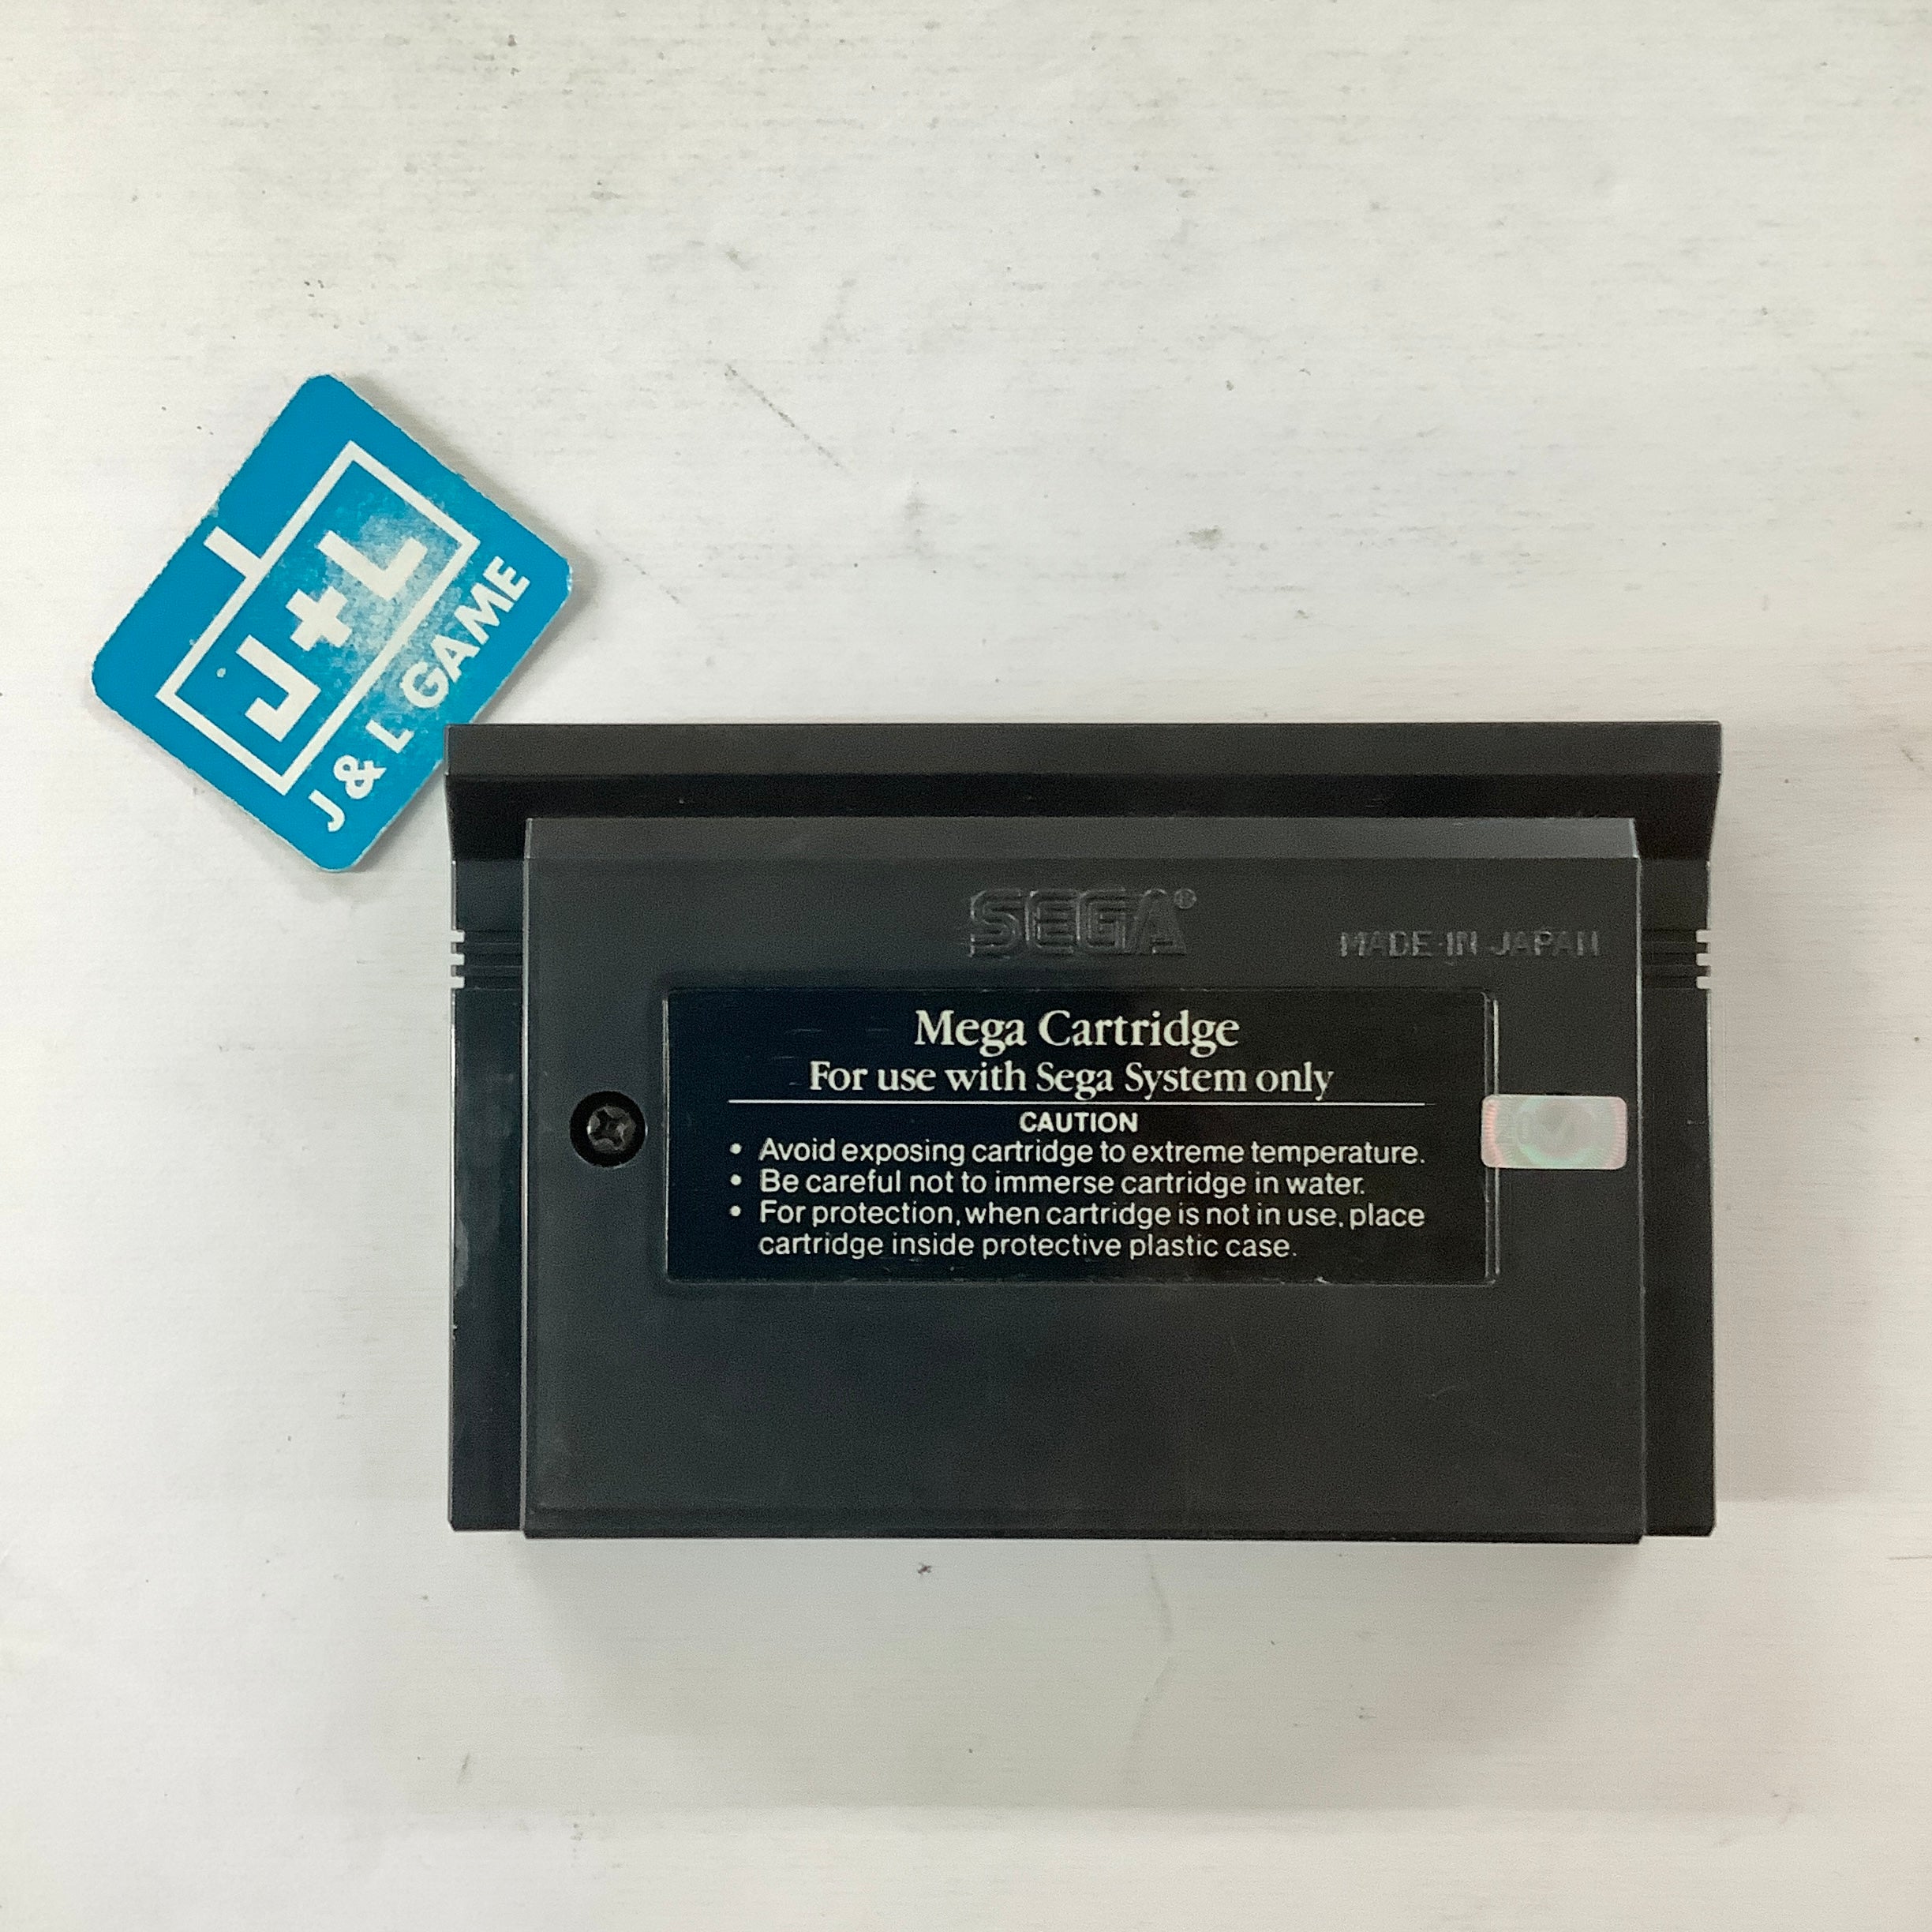 J+L
J & L GAME
SEGA®
MADE IN JAPAN
Mega Cartridge
For use with Sega System only
CAUTION
• Avoid exposing cartridge to extreme temperature.
• Be careful not to immerse cartridge in water.
• For protection, when cartridge is not in use, place
cartridge inside protective plastic case.